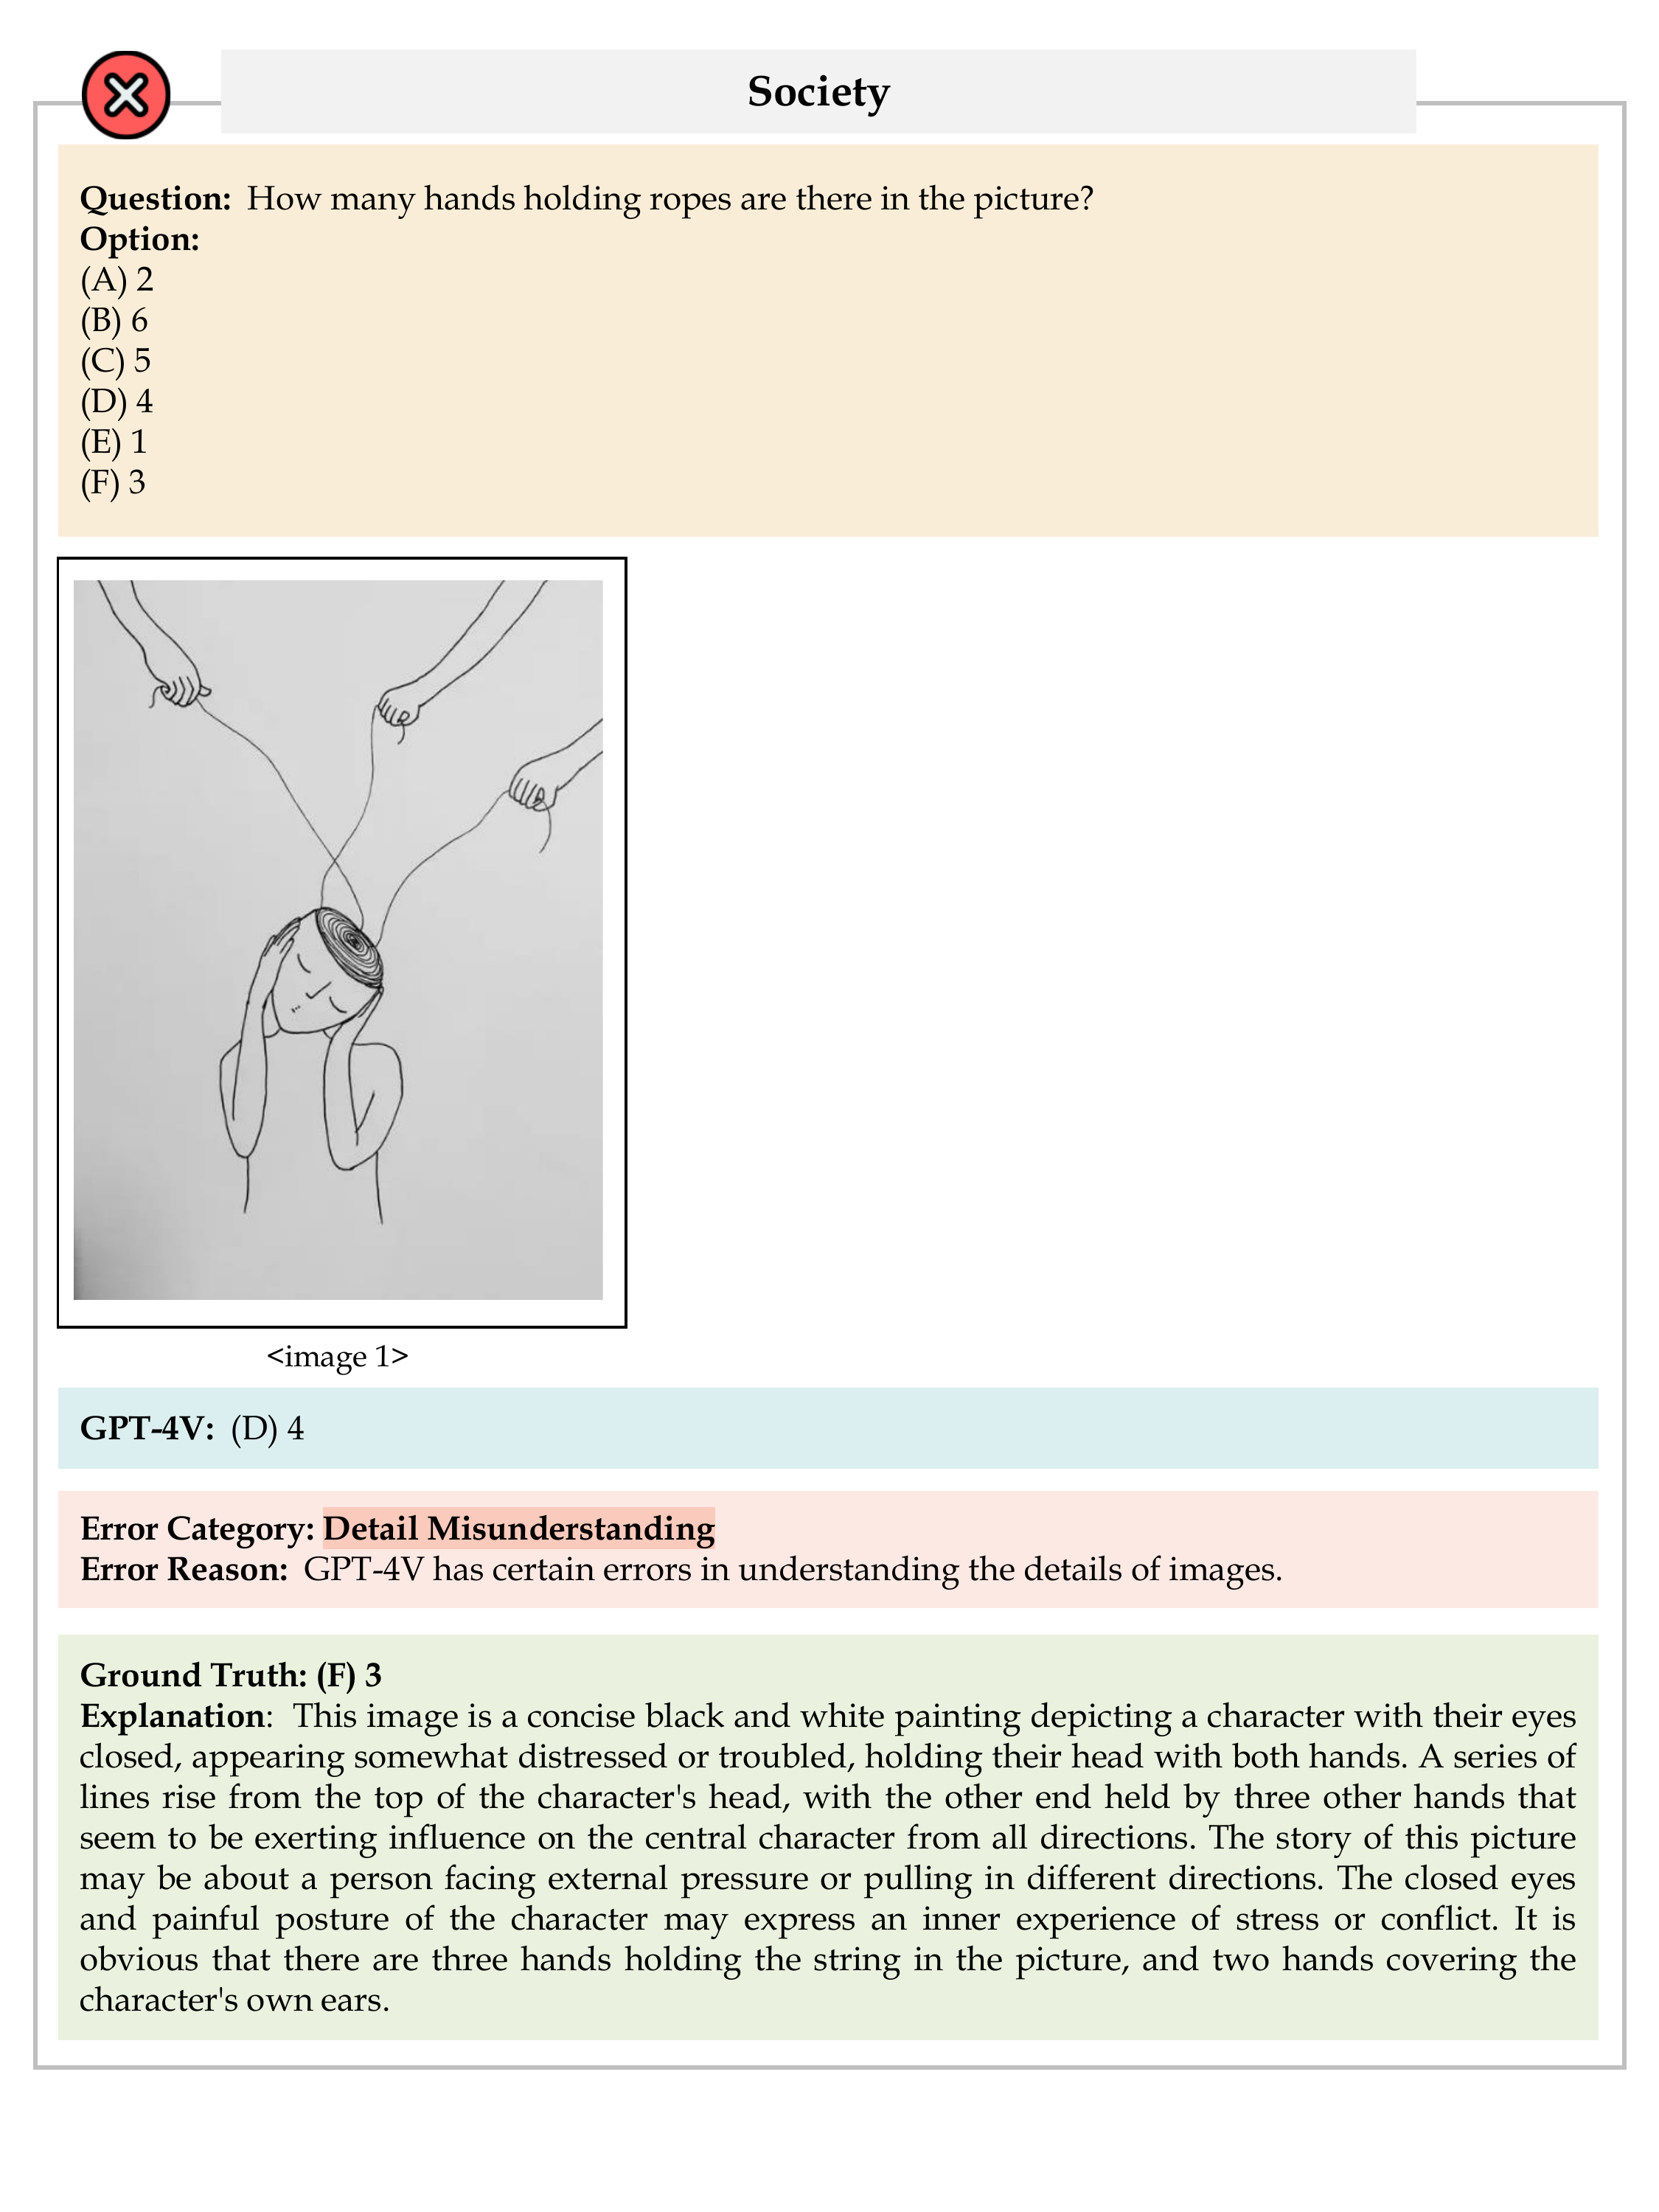 Society
Question: How many hands holding ropes are there in the picture?
Option:
(A) 2
(B) 6
(C) 5
(D) 4
(E) 1
(F) 3
<image 1>
GPT-4V: (D) 4
Error Category: Detail Misunderstanding
Error Reason: GPT-4V has certain errors in understanding the details of images.
Ground Truth: (F) 3
Explanation: This image is a concise black and white painting depicting a character with their eyes
closed, appearing somewhat distressed or troubled, holding their head with both hands. A series of
lines rise from the top of the character's head, with the other end held by three other hands that
seem to be exerting influence on the central character from all directions. The story of this picture
may be about a person facing external pressure or pulling in different directions. The closed eyes
and painful posture of the character may express an inner experience of stress or conflict. It is
obvious that there are three hands holding the string in the picture, and two hands covering the
character's own ears.